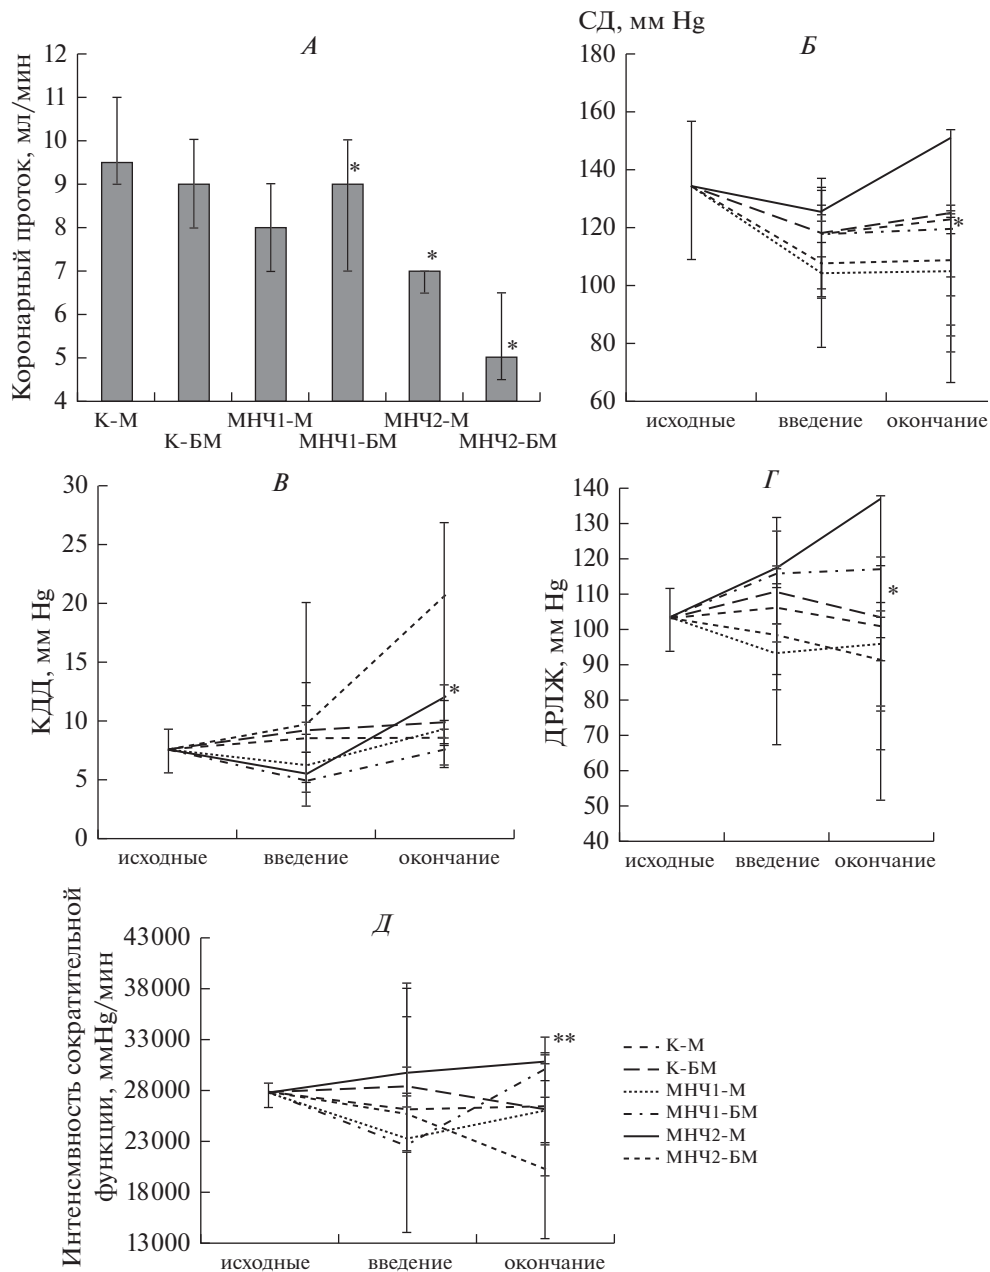 А
Коронарный проток, мл/мин
12
11
10
9
8
7
6
5
4
*
*
*
К-М
К-БМ
МНЧ1-М
МНЧ1-БМ
МНЧ2-М
МНЧ2-БМ
СД, мм Hg
Б
180
160
140
120
100
80
60
*
исходные введение окончание
В
КДД, мм Hg
30
25
20
15
10
5
0
*
исходные введение окончание
Г
ДРЛЖ, мм Hg
140
130
120
110
100
90
80
70
60
50
40
*
исходные введение окончание
Д
Интенсмвность сократительной
функции, ммHg/мин
43000
38000
33000
28000
23000
18000
13000
**
исходные введение окончание
К-М
К-БМ
МНЧ1-М
МНЧ1-БМ
МНЧ2-М
МНЧ2-БМ